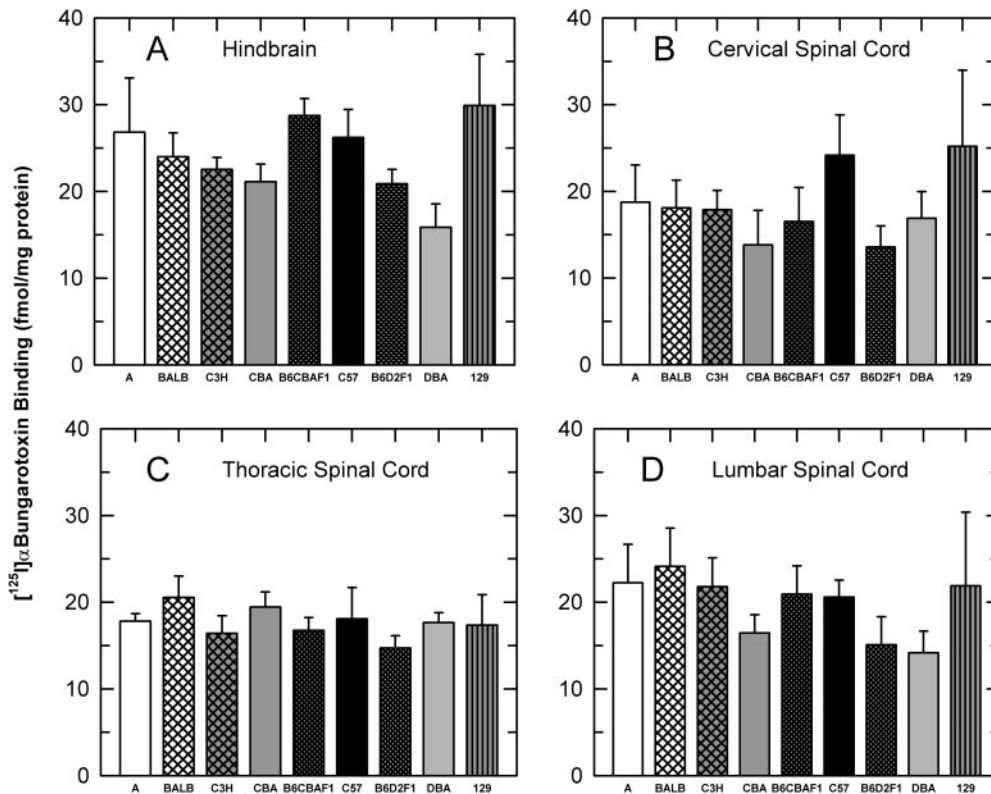 [¹²⁵I]αBungarotoxin Binding (fmol/mg protein)
A Hindbrain
40
30
20
10
0
A BALB C3H CBA B6CBAF1 C57 B6D2F1 DBA 129
B Cervical Spinal Cord
40
30
20
10
0
A BALB C3H CBA B6CBAF1 C57 B6D2F1 DBA 129
C Thoracic Spinal Cord
40
30
20
10
0
A BALB C3H CBA B6CBAF1 C57 B6D2F1 DBA 129
D Lumbar Spinal Cord
40
30
20
10
0
A BALB C3H CBA B6CBAF1 C57 B6D2F1 DBA 129